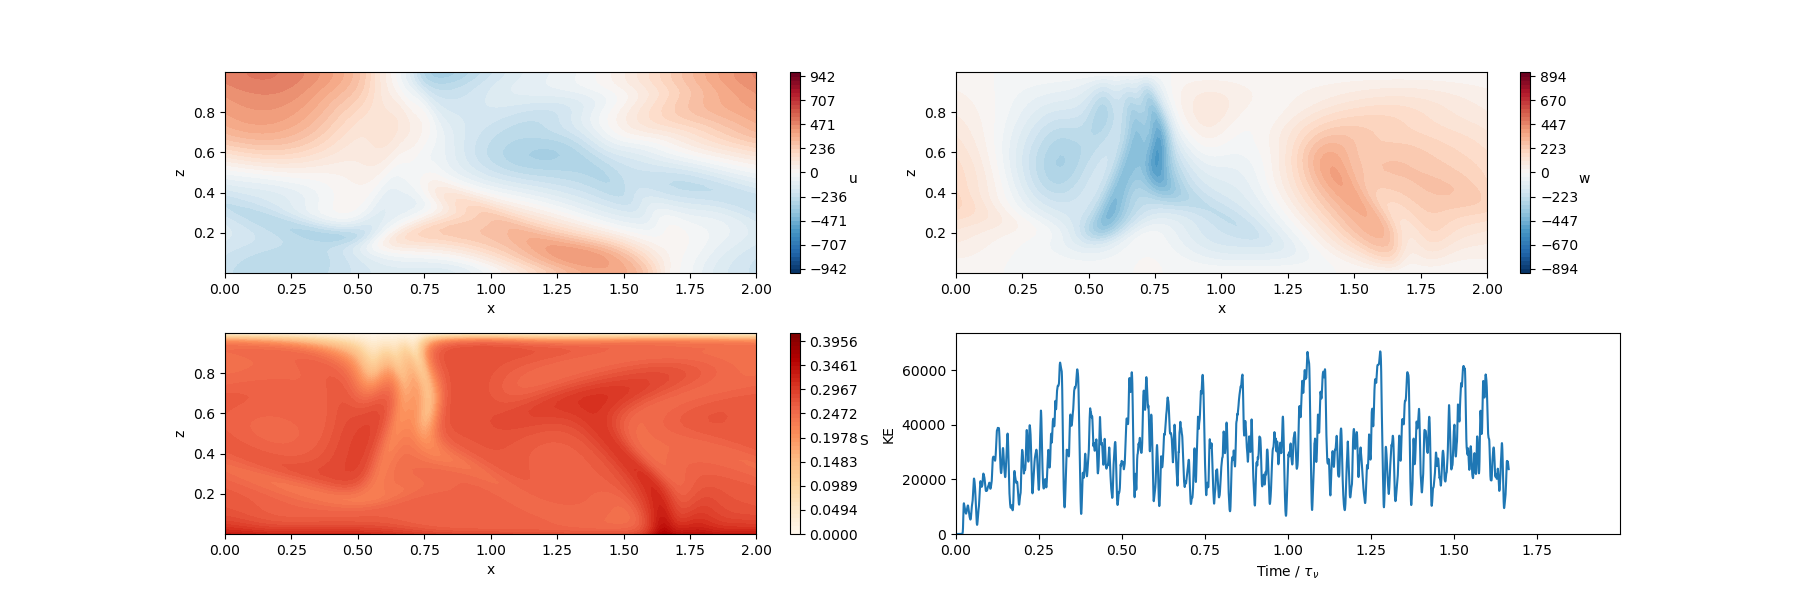 0.8
0.6
0.4
0.2
z
0.00 0.25 0.50 0.75 1.00 1.25 1.50 1.75 2.00
x
942
707
471
236
0
−236
−471
−707
−942
u
0.8
0.6
0.4
0.2
z
0.00 0.25 0.50 0.75 1.00 1.25 1.50 1.75 2.00
x
894
670
447
223
0
−223
−447
−670
−894
w
0.8
0.6
0.4
0.2
z
0.00 0.25 0.50 0.75 1.00 1.25 1.50 1.75 2.00
x
0.3956
0.3461
0.2967
0.2472
0.1978
0.1483
0.0989
0.0494
0.0000
S
60000
40000
20000
0
KE
0.00 0.25 0.50 0.75 1.00 1.25 1.50 1.75
Time / τν